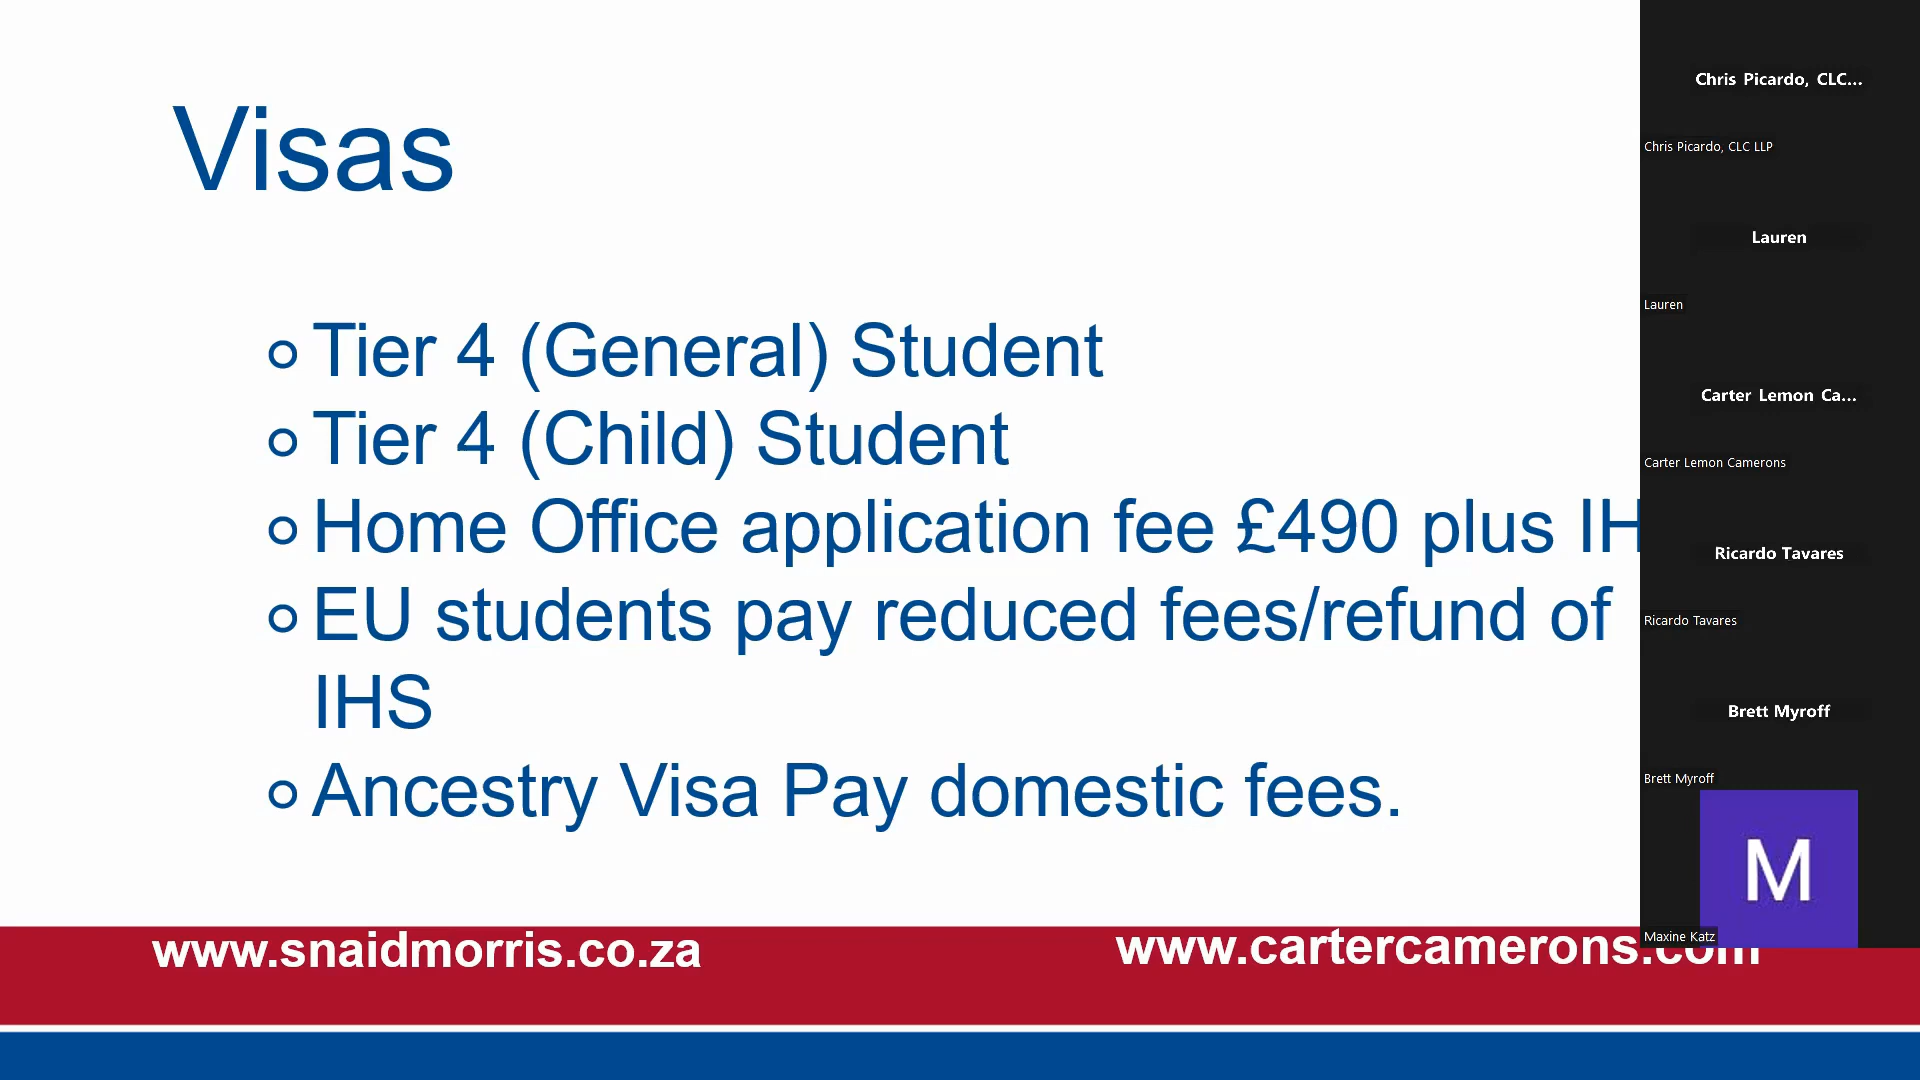 Visas
Tier 4 (General) Student
Tier 4 (Child) Student
Home Office application fee £490 plus IH
EU students pay reduced fees/refund of
IHS
Ancestry Visa Pay domestic fees.
www.snaidmorris.co.za
www.cartercamerons.com
Chris Picardo, CLC...
Chris Picardo, CLC LLP
Lauren
Lauren
Carter Lemon Ca...
Carter Lemon Camerons
Ricardo Tavares
Ricardo Tavares
Brett Myroff
Brett Myroff
M
Maxine Katz